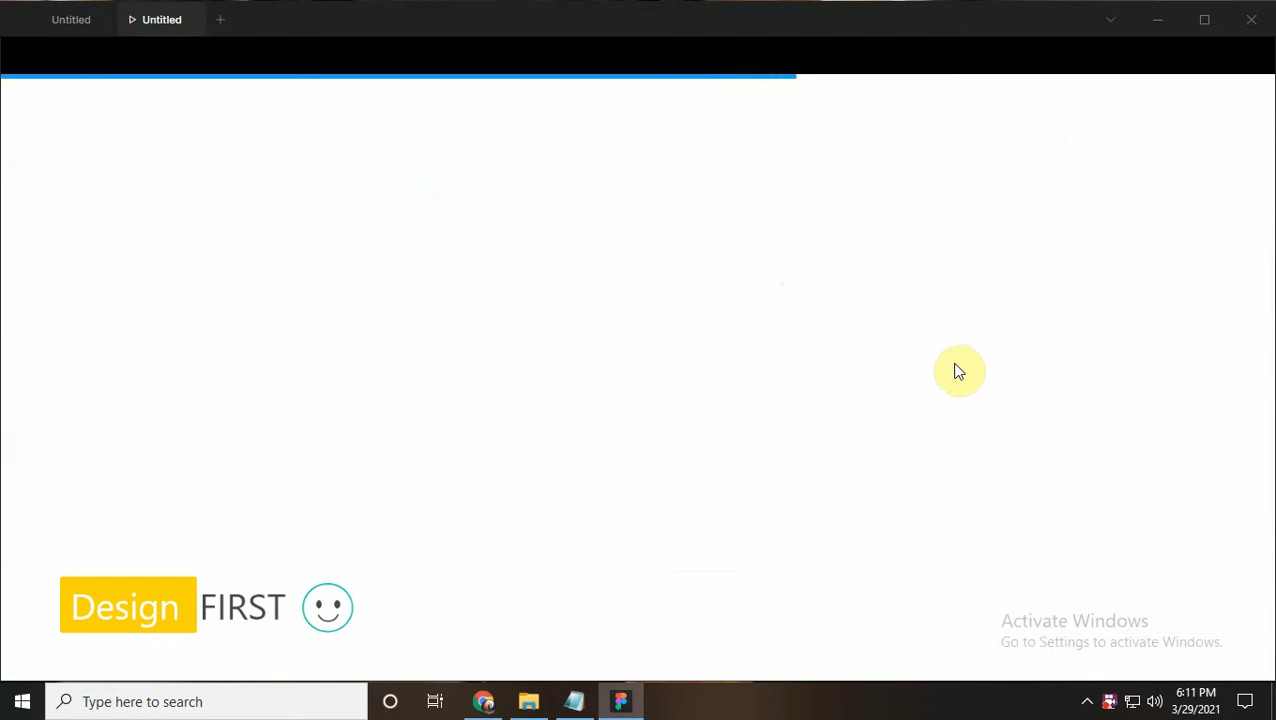 Untitled
Untitled
Design FIRST
Activate Windows
Go to Settings to activate Windows.
Type here to search
6:11 PM
3/29/2021